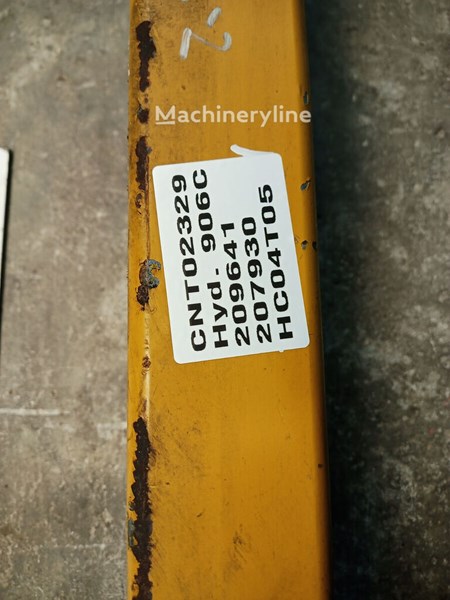 Machineryline
CNT02329
Hyd. 906C
209641
207930
HC04T05